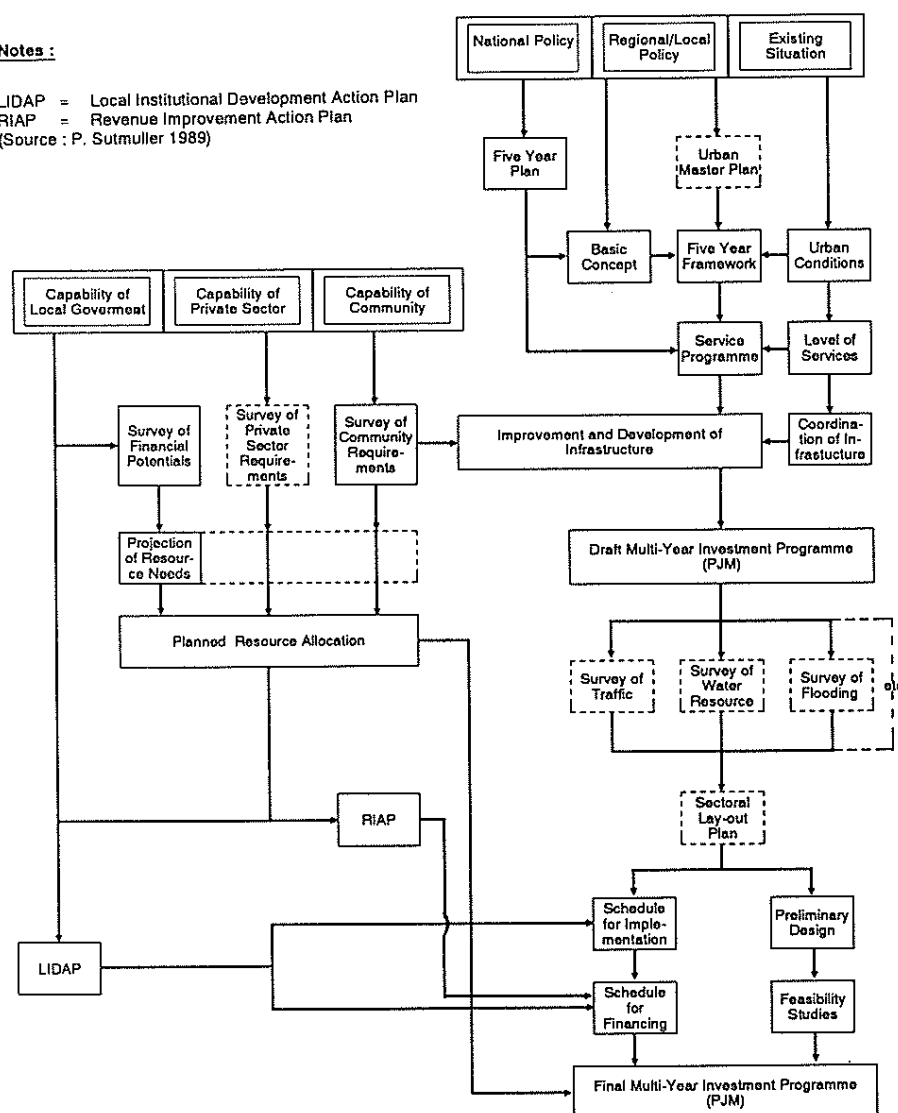 Notes :
LIDAP = Local Institutional Development Action Plan
RIAP = Revenue Improvement Action Plan
(Source : P. Sutmuller 1989)
National Policy
Regional/Local
Policy
Existing
Situation
Five Year
Plan
Urban
Master Plan
Basic
Concept
Five Year
Framework
Urban
Conditions
Capability of
Local Goverment
Capability of
Private Sector
Capability of
Community
Service
Programme
Level of
Services
Survey of
Financial
Potentials
Survey of
Private
Sector
Require-
ments
Survey of
Community
Require-
ments
Improvement and Development of
Infrastructure
Coordina-
tion of In-
frastucture
Projection
of Resour-
ce Needs
Draft Multi-Year Investment Programme
(PJM)
Planned Resource Allocation
Survey of
Traffic
Survey of
Water
Resource
Survey of
Flooding
Sectoral
Lay-out
Plan
RIAP
Schedule
for Imple-
mentation
Preliminary
Design
LIDAP
Schedule
for
Financing
Feasibility
Studies
Final Multi-Year Investment Programme
(PJM)